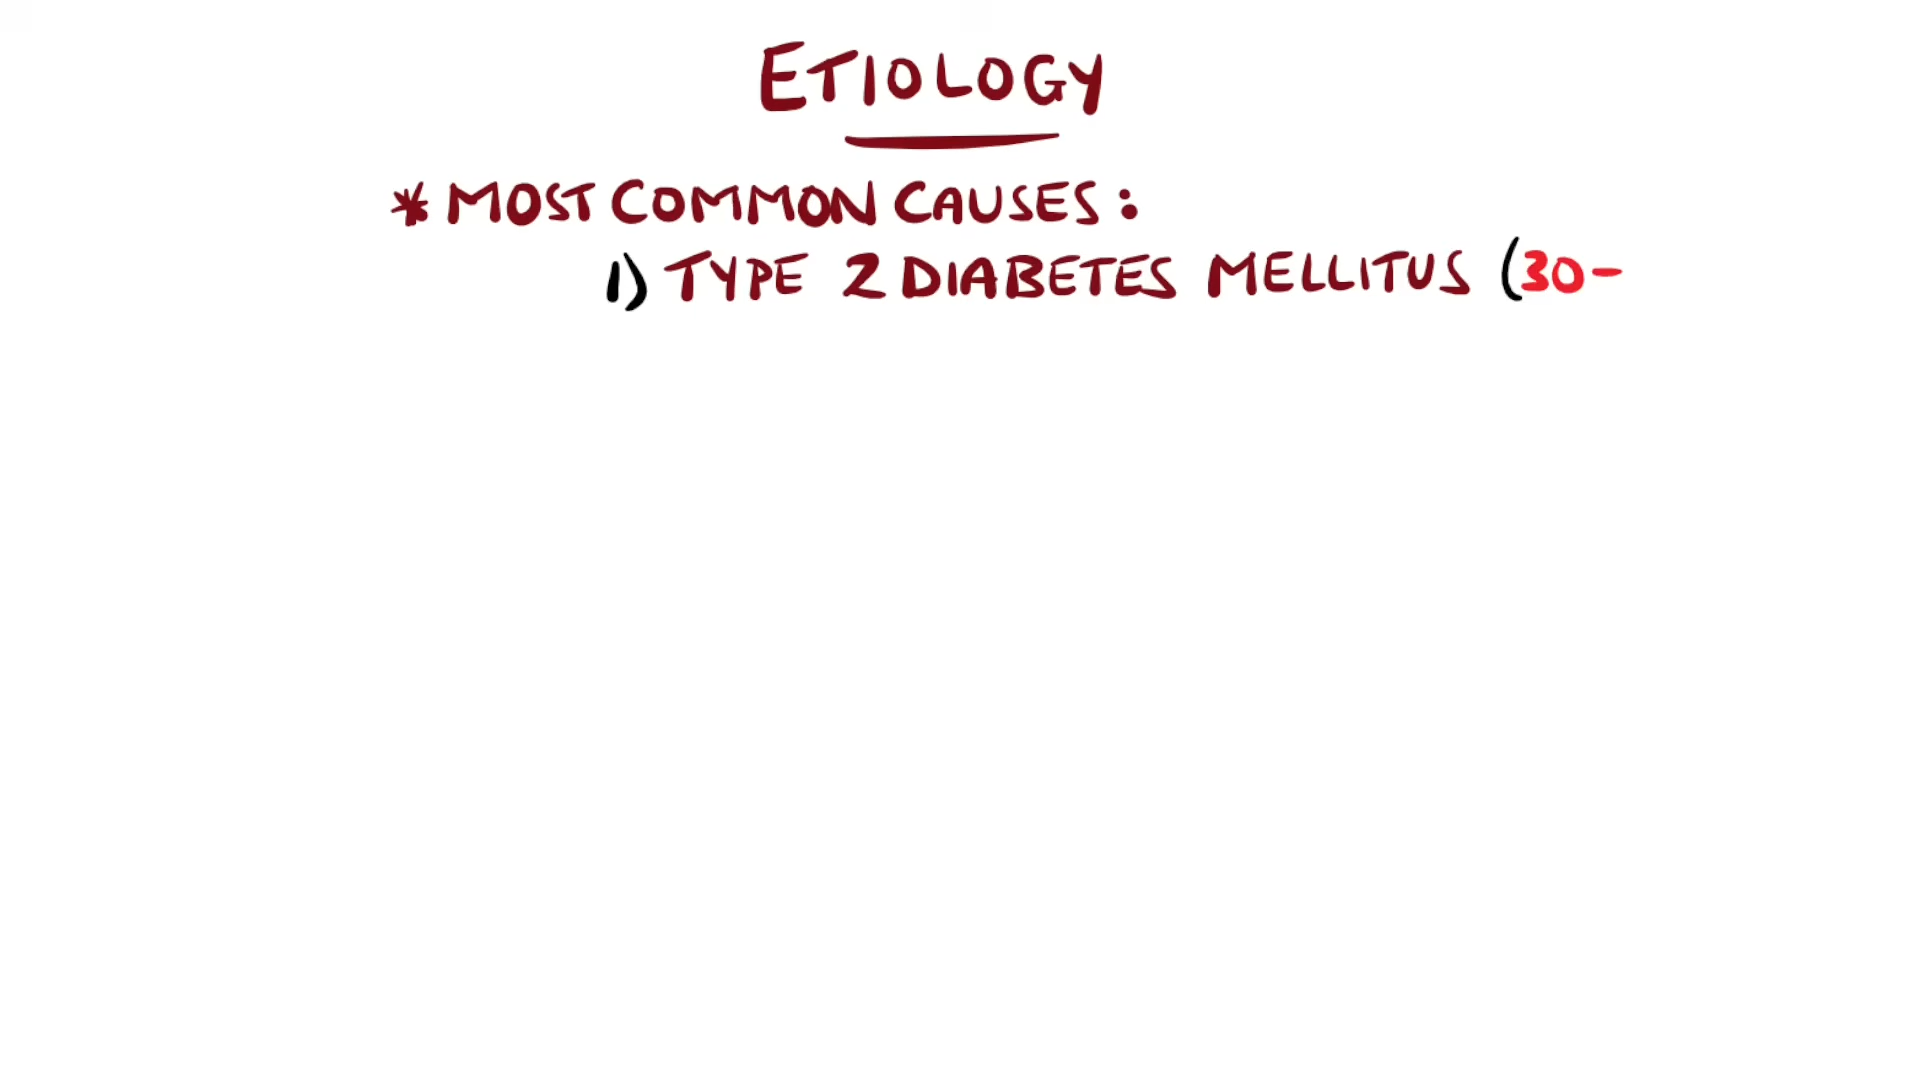 ETIOLOGY
* MOST COMMON CAUSES:
1) TYPE 2 DIABETES MELLITUS (30-